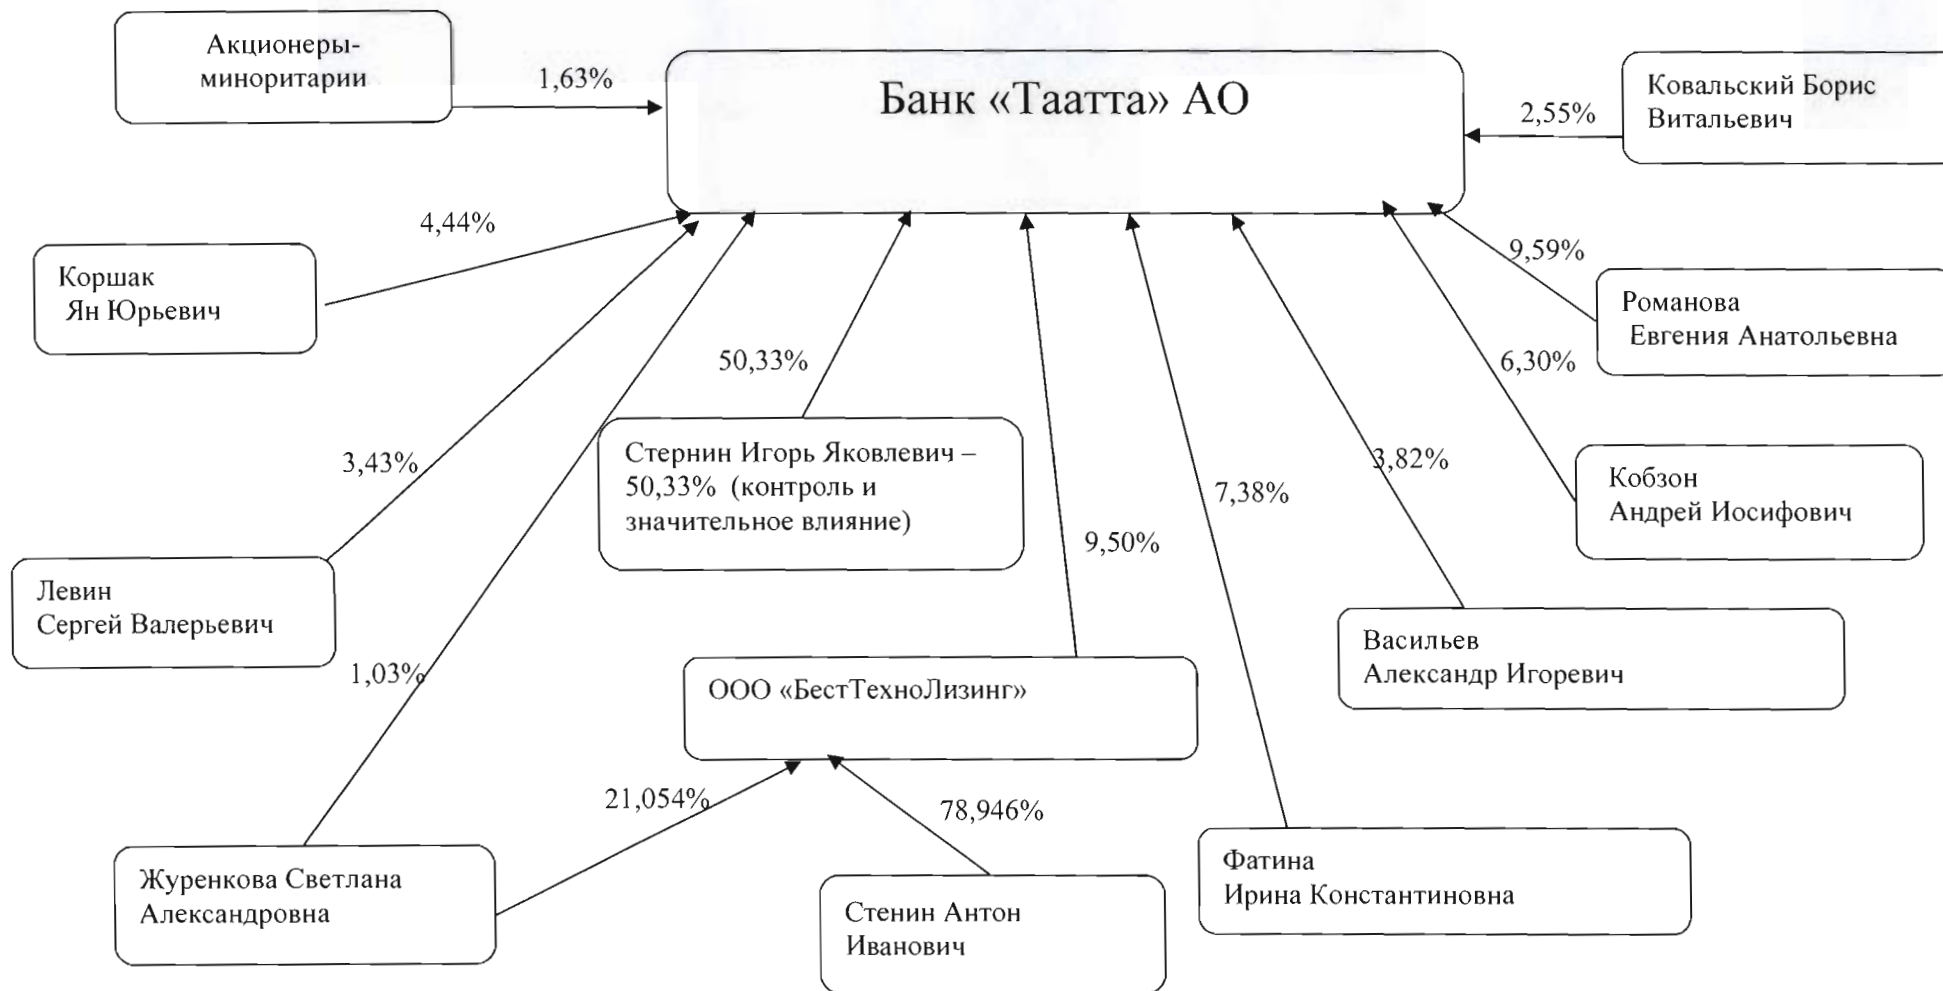 Акционеры-
миноритарии
1,63%
Банк «Таатта» АО
2,55%
Ковальский Борис
Витальевич
4,44%
Коршак
Ян Юрьевич
9,59%
Романова
Евгения Анатольевна
50,33%
6,30%
3,43%
Стернин Игорь Яковлевич –
50,33% (контроль и
значительное влияние)
7,38%
3,82%
Кобзон
Андрей Иосифович
9,50%
Левин
Сергей Валерьевич
1,03%
ООО «БестТехноЛизинг»
Васильев
Александр Игоревич
21,054%
78,946%
Журенкова Светлана
Александровна
Стенин Антон
Иванович
Фатина
Ирина Константиновна